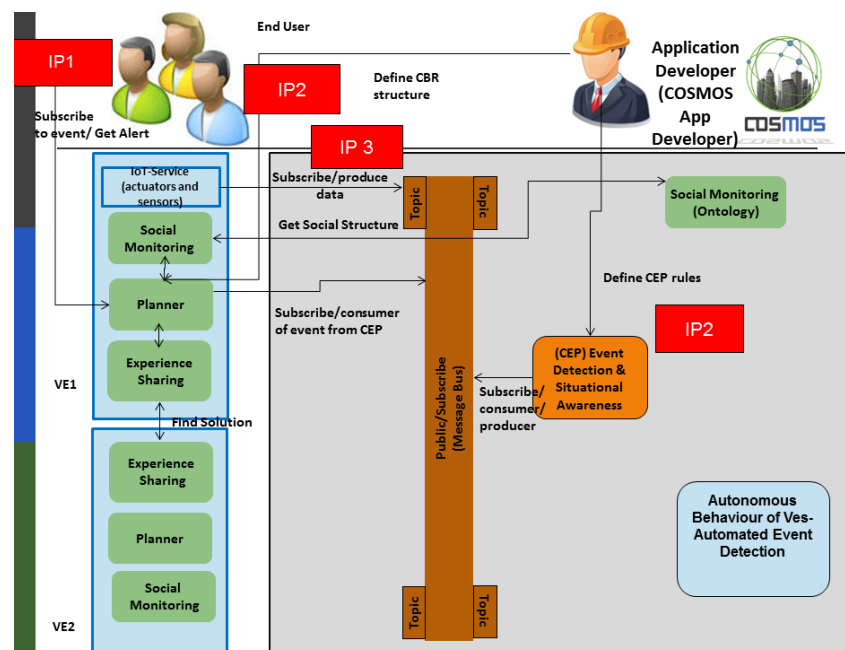 End User
IP1
IP2
Define CBR
structure
Application
Developer
(COSMOS
App
Developer)
COSMOS
Subscribe
to event/ Get Alert
IP 3
IoT-Service
(actuators and
sensors)
Subscribe/produce
data
Topic
Topic
Social Monitoring
(Ontology)
Social
Monitoring
Get Social Structure
Planner
Define CEP rules
Subscribe/consumer
of event from CEP
IP2
Experience
Sharing
VE1
(CEP) Event
Detection &
Situational
Awareness
Public/Subscribe
(Message Bus)
Subscribe/
consumer/
producer
Find Solution
Experience
Sharing
Planner
Social
Monitoring
VE2
Autonomous
Behaviour of Ves-
Automated Event
Detection
Topic
Topic